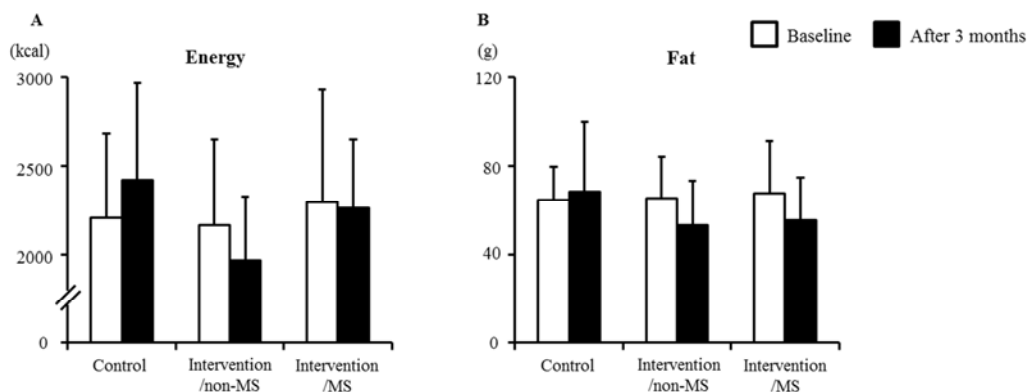 A
(kcal)
Energy
3000
2500
2000
0
Control
Intervention
/non-MS
Intervention
/MS
B
(g)
Fat
Baseline
After 3 months
120
80
40
0
Control
Intervention
/non-MS
Intervention
/MS